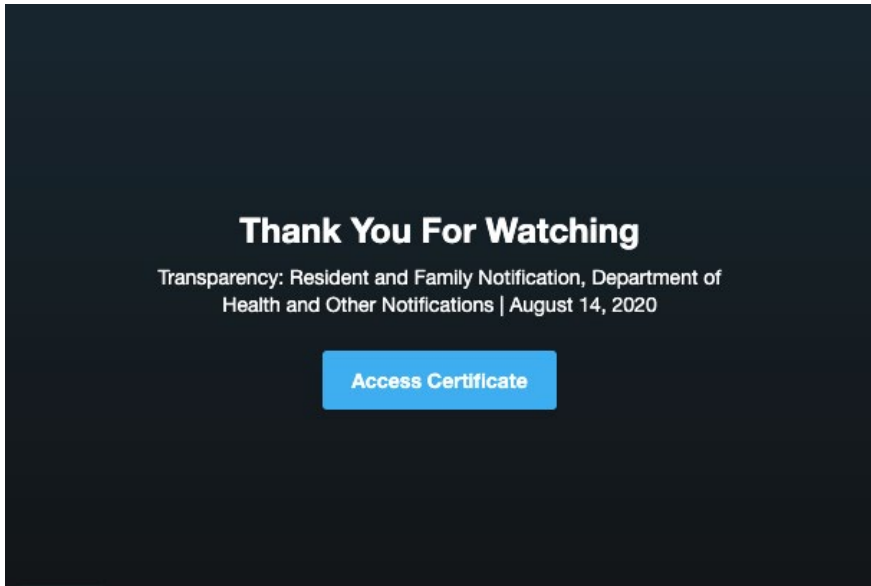 Thank You For Watching
Transparency: Resident and Family Notification, Department of
Health and Other Notifications | August 14, 2020
Access Certificate